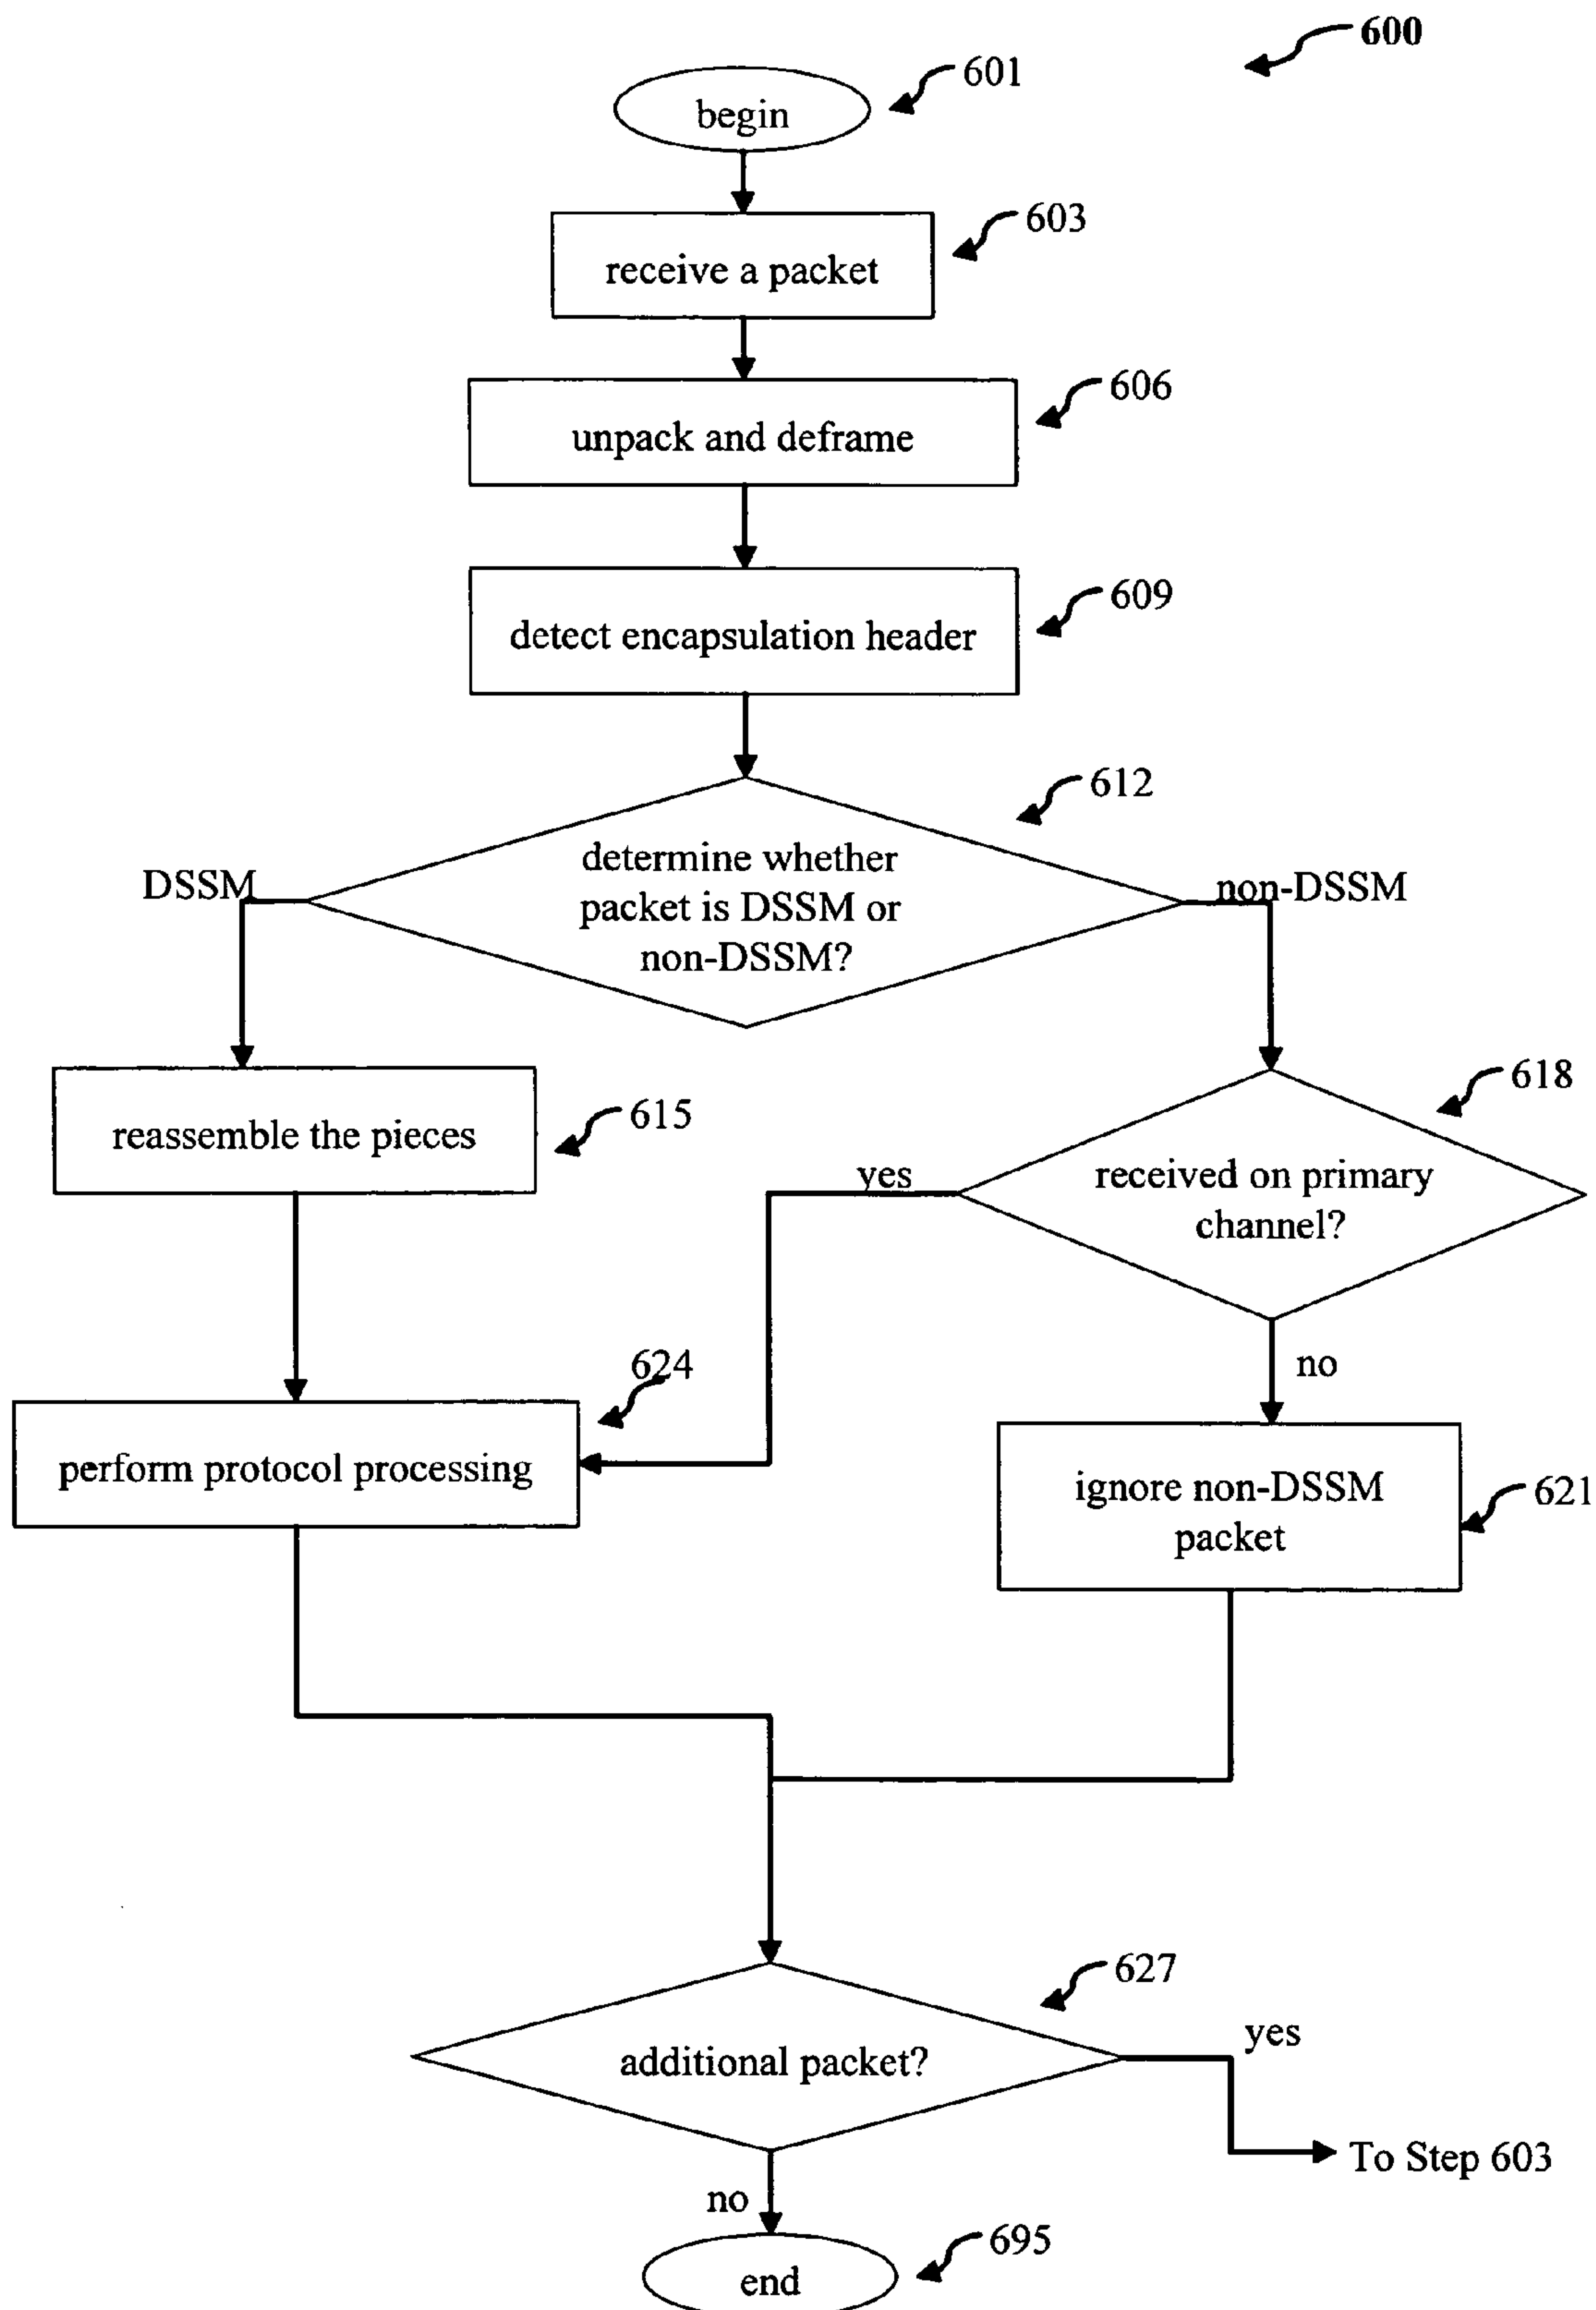 600
begin
601
receive a packet
603
unpack and deframe
606
detect encapsulation header
609
determine whether
packet is DSSM or
non-DSSM?
612
DSSM
non-DSSM
reassemble the pieces
615
received on primary
channel?
618
yes
no
perform protocol processing
624
ignore non-DSSM
packet
621
additional packet?
627
yes
To Step 603
no
end
695